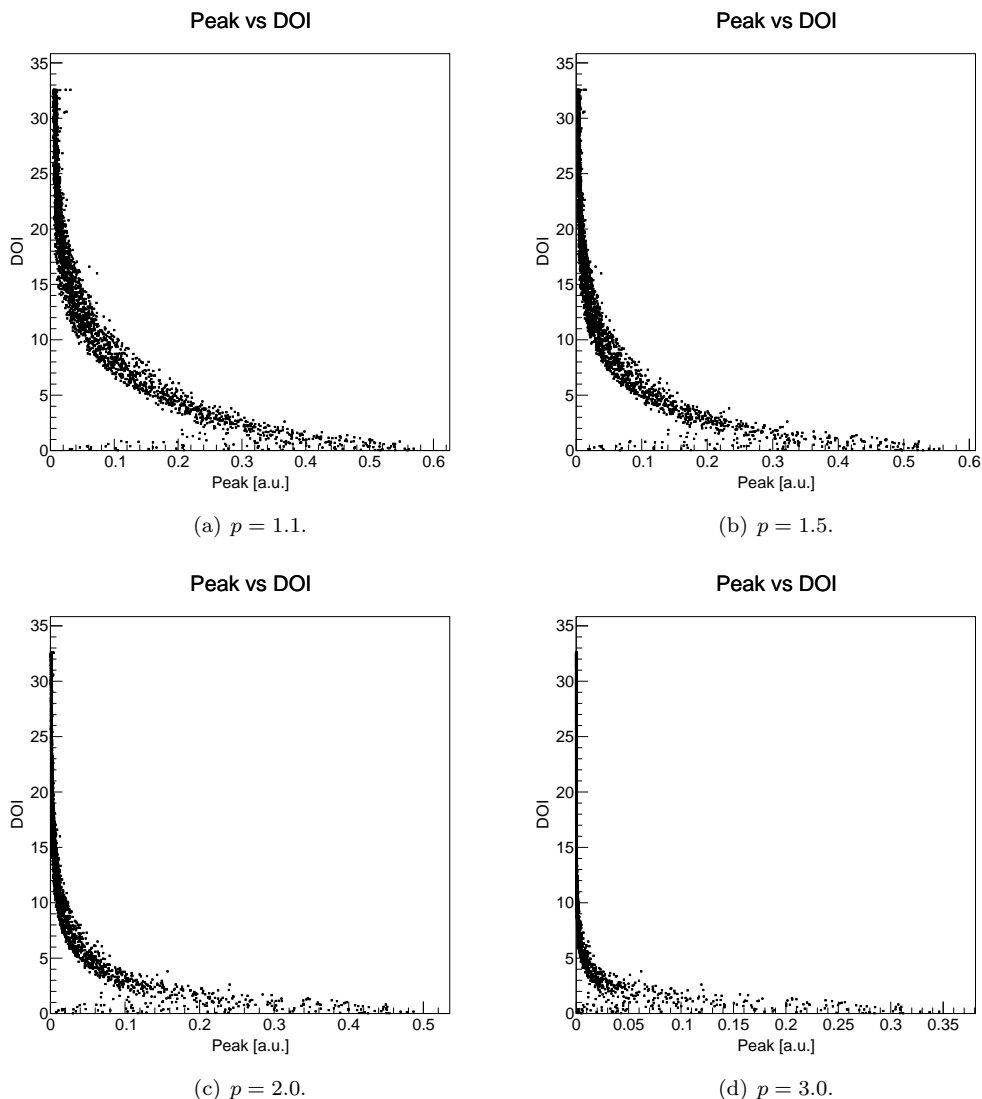 Peak vs DOI
35
30
25
20
15
10
5
0
DOI
0 0.1 0.2 0.3 0.4 0.5 0.6
Peak [a.u.]
(a) p = 1.1.
Peak vs DOI
35
30
25
20
15
10
5
0
DOI
0 0.1 0.2 0.3 0.4 0.5 0.6
Peak [a.u.]
(b) p = 1.5.
Peak vs DOI
35
30
25
20
15
10
5
0
DOI
0 0.1 0.2 0.3 0.4 0.5
Peak [a.u.]
(c) p = 2.0.
Peak vs DOI
35
30
25
20
15
10
5
0
DOI
0 0.05 0.1 0.15 0.2 0.25 0.3 0.35
Peak [a.u.]
(d) p = 3.0.